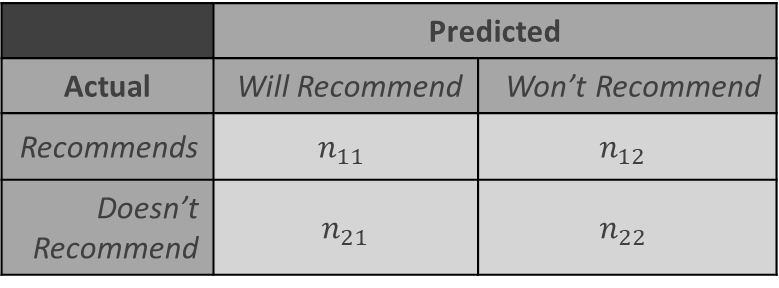 Predicted
Actual Will Recommend Won't Recommend
Recommends n₁₁ n₁₂
Doesn't
Recommend n₂₁ n₂₂